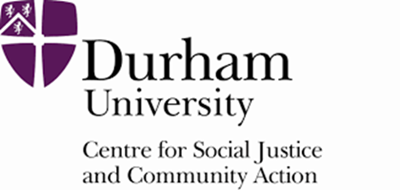 Durham
University
Centre for Social Justice
and Community Action